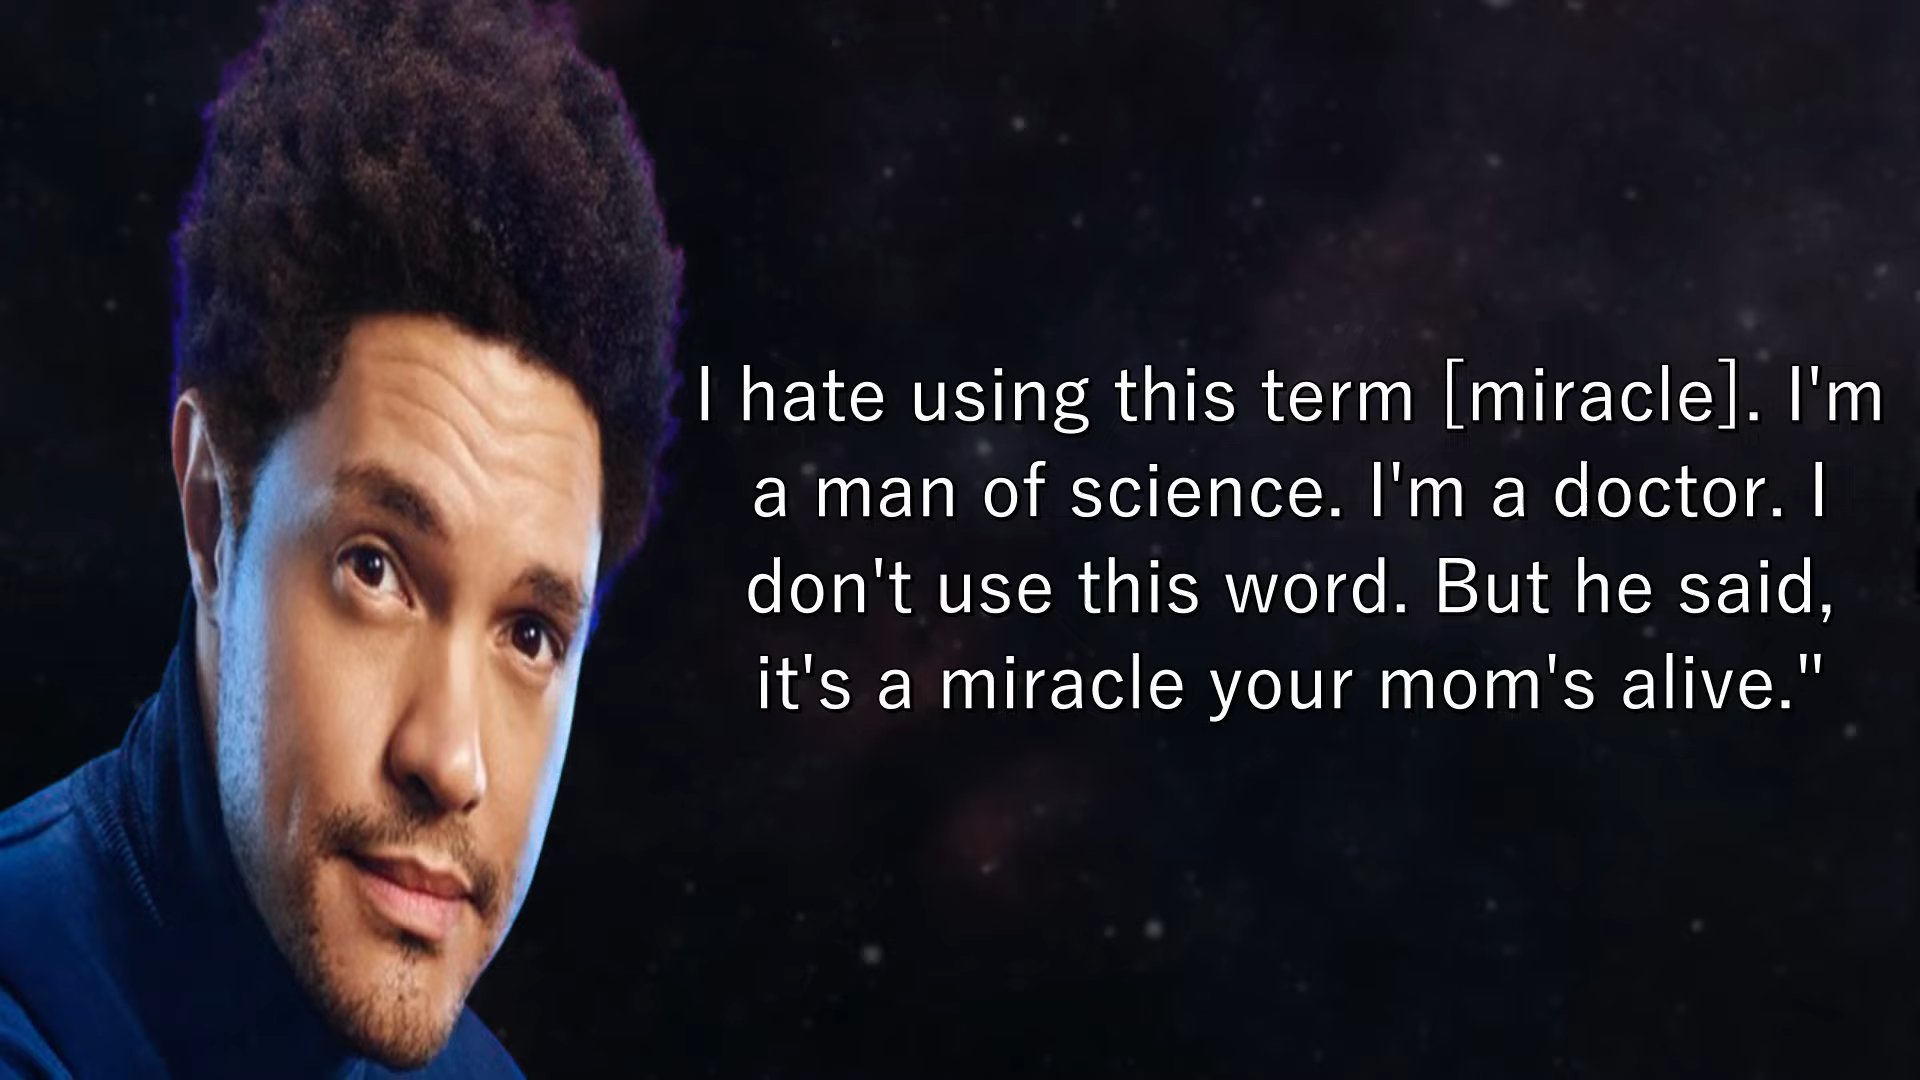 I hate using this term [miracle]. I'm
a man of science. I'm a doctor. I
don't use this word. But he said,
it's a miracle your mom's alive."